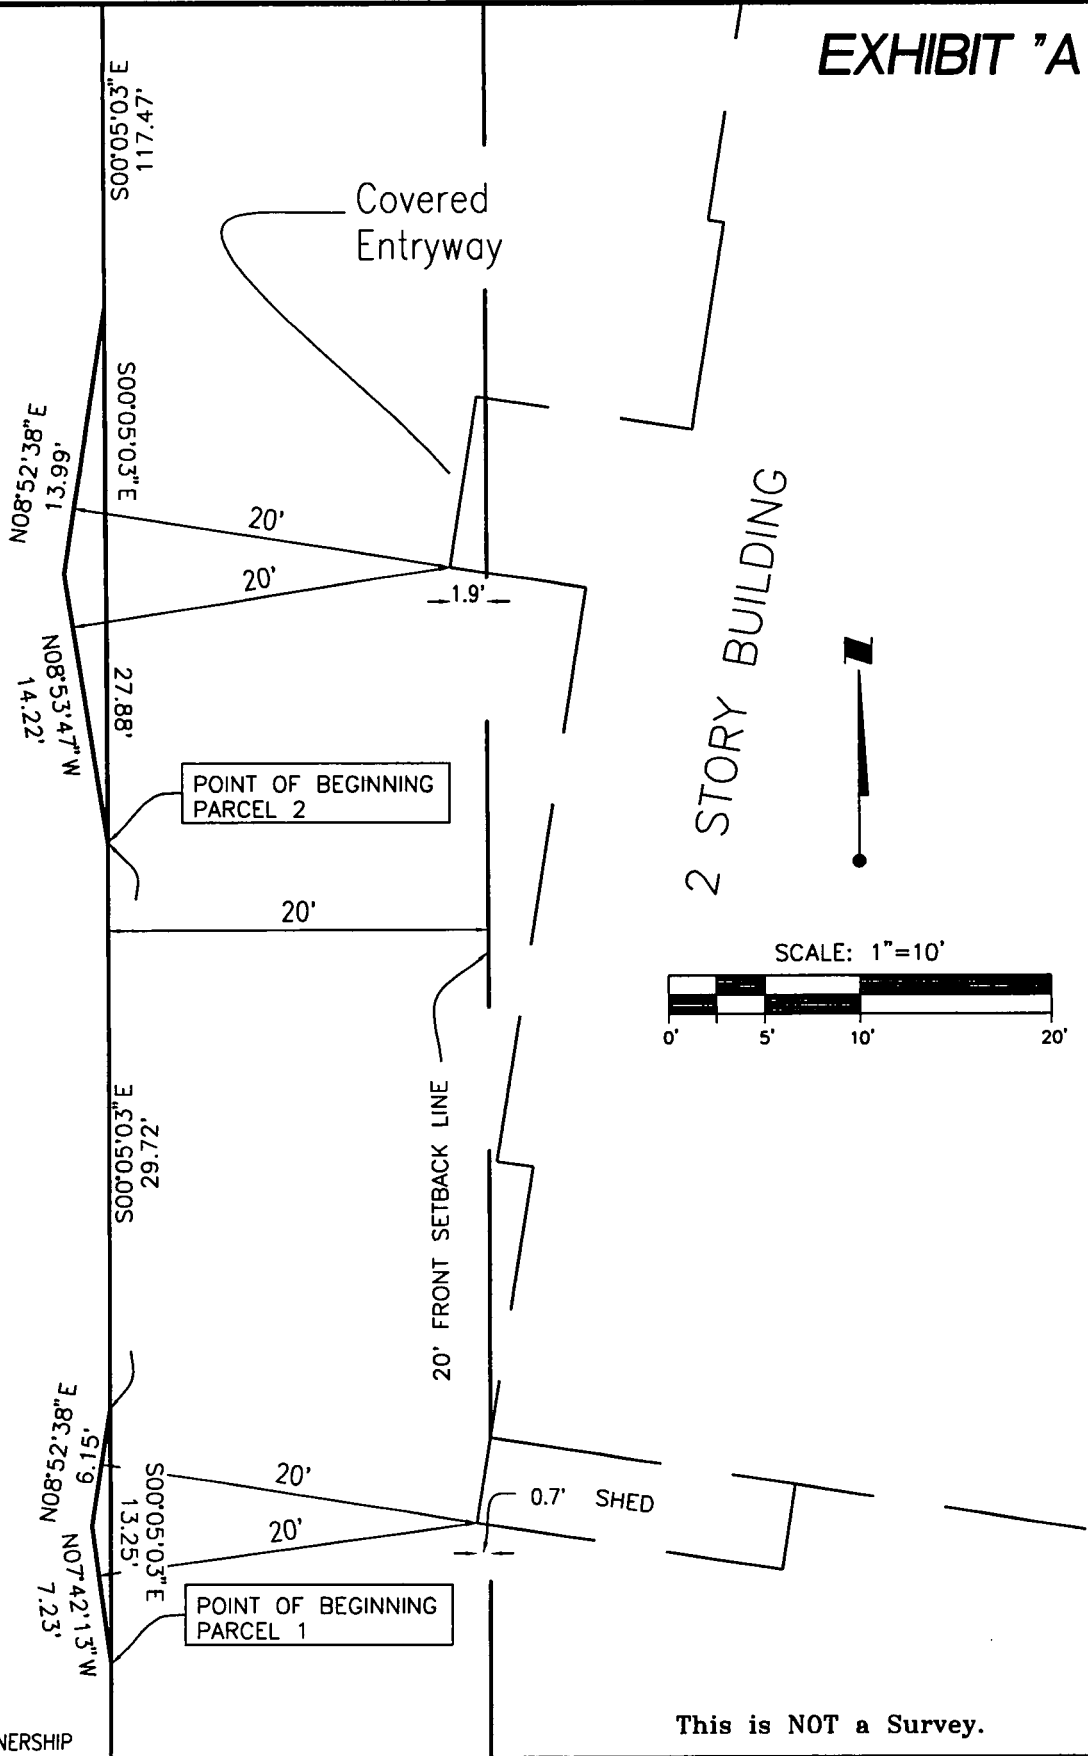 EXHIBIT "A
S00°05'03"E
117.47'
Covered
Entryway
S00°05'03"E
27.88'
N08°52'38"E
13.99'
20'
20'
1.9'
N08°53'47"W
14.22'
2 STORY BUILDING
N
POINT OF BEGINNING
PARCEL 2
20'
SCALE: 1"=10'
0' 5' 10' 20'
S00°05'03"E
29.72'
20' FRONT SETBACK LINE
N08°52'38"E
6.15'
20'
20'
S00°05'03"E
13.25'
0.7' SHED
N07°42'13"W
7.23'
POINT OF BEGINNING
PARCEL 1
This is NOT a Survey.
NERSHIP